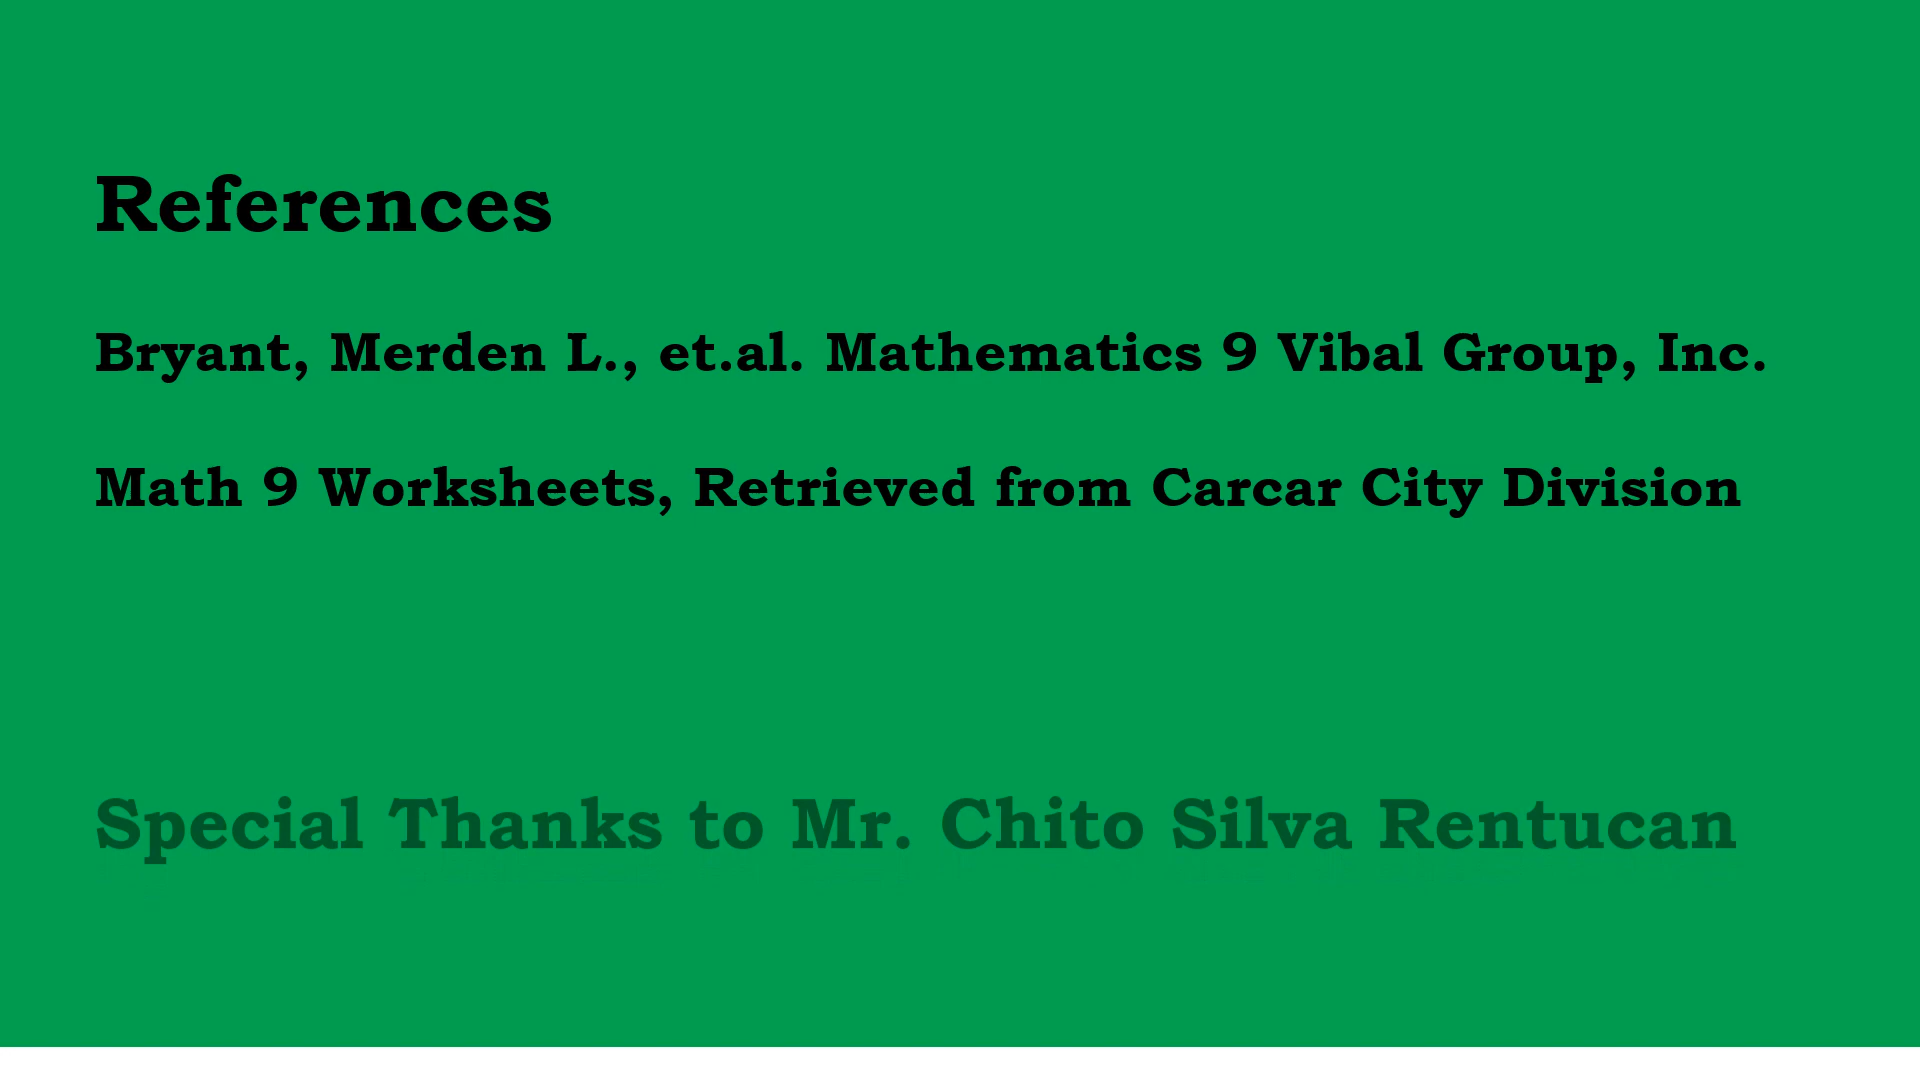 References
Bryant, Merden L., et.al. Mathematics 9 Vibal Group, Inc.
Math 9 Worksheets, Retrieved from Carcar City Division
Special Thanks to Mr. Chito Silva Rentucan